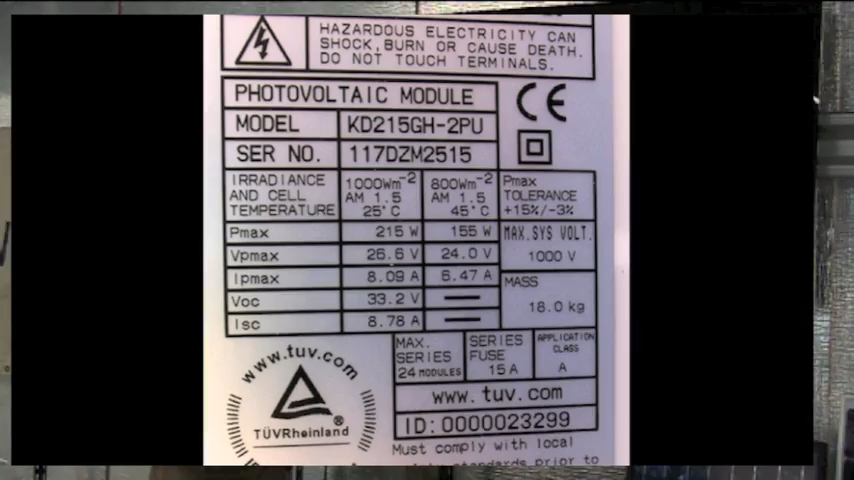 HAZARDOUS ELECTRICITY CAN
SHOCK, BURN OR CAUSE DEATH.
DO NOT TOUCH TERMINALS.
PHOTOVOLTAIC MODULE
CE
MODEL KD215GH-2PU
SER NO. 117DZM2515
IRRADIANCE AND CELL TEMPERATURE 1000Wm⁻² AM 1.5 25°C 800Wm⁻² AM 1.5 45°C
Pmax 215 W 155 W
Vpmax 26.6 V 24.0 V
Ipmax 8.09 A 6.47 A
Voc 33.2 V —
Isc 8.78 A —
Pmax
TOLERANCE
+15%/-3%
MAX.SYS VOLT.
1000 V
MASS
18.0 kg
MAX. SERIES 24 MODULES
SERIES FUSE 15 A
APPLICATION CLASS A
www.tuv.com
ID: 0000023299
www.tuv.com
TÜVRheinland ®
Must comply with local
standards prior to